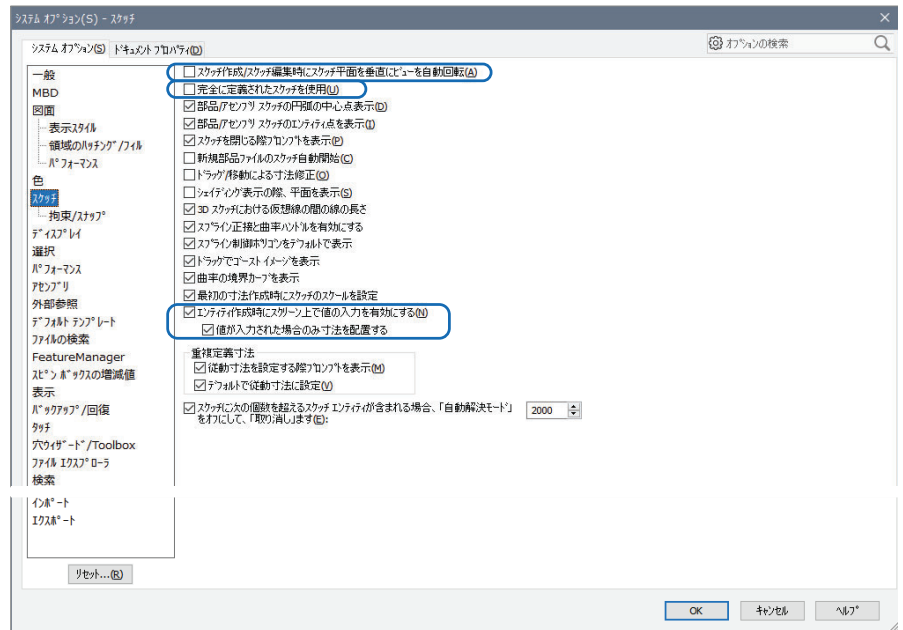 ｼｽﾃﾑ ｵﾌﾟｼｮﾝ(S) - ｽｹｯﾁ
ｼｽﾃﾑ ｵﾌﾟｼｮﾝ(S)
ﾄﾞｷｭﾒﾝﾄ ﾌﾟﾛﾊﾟﾃｨ(D)
ｵﾌﾟｼｮﾝの検索
一般
MBD
図面
表示ｽﾀｲﾙ
領域のﾊｯﾁﾝｸﾞ/ﾌｨﾙ
ﾊﾟﾌｫｰﾏﾝｽ
色
ｽｹｯﾁ
拘束/ｽﾅｯﾌﾟ
ﾃﾞｨｽﾌﾟﾚｲ
選択
ﾊﾟﾌｫｰﾏﾝｽ
ｱｾﾝﾌﾞﾘ
外部参照
ﾃﾞﾌｫﾙﾄ ﾃﾝﾌﾟﾚｰﾄ
ﾌｧｲﾙの検索
FeatureManager
ｽﾋﾟﾝ ﾎﾞｯｸｽの増減値
表示
ﾊﾞｯｸｱｯﾌﾟ/回復
ﾀｯﾁ
穴ｳｨｻﾞｰﾄﾞ/Toolbox
ﾌｧｲﾙ ｴｸｽﾌﾟﾛｰﾗ
検索
ｲﾝﾎﾟｰﾄ
ｴｸｽﾎﾟｰﾄ
ﾘｾｯﾄ...(R)
ｽｹｯﾁ作成/ｽｹｯﾁ編集時にｽｹｯﾁ平面を垂直にﾋﾞｭｰを自動回転(A)
完全に定義されたｽｹｯﾁを使用(U)
部品/ｱｾﾝﾌﾞﾘ ｽｹｯﾁの円弧の中心点表示(D)
部品/ｱｾﾝﾌﾞﾘ ｽｹｯﾁのｴﾝﾃｨﾃｨ点を表示(I)
ｽｹｯﾁを閉じる際ﾌﾟﾛﾝﾌﾟﾄを表示(P)
新規部品ﾌｧｲﾙのｽｹｯﾁ自動開始(C)
ﾄﾞﾗｯｸﾞ/移動による寸法修正(O)
ｼｪｲﾃﾞｨﾝｸﾞ表示の際、平面を表示(S)
3D ｽｹｯﾁにおける仮想線の間の線の長さ
ｽﾌﾟﾗｲﾝ正接と曲率ﾊﾝﾄﾞﾙを有効にする
ｽﾌﾟﾗｲﾝ制御ﾎﾟﾘｺﾞﾝをﾃﾞﾌｫﾙﾄで表示
ﾄﾞﾗｯｸﾞでｺﾞｰｽﾄ ｲﾒｰｼﾞを表示
曲率の境界ｶｰﾌﾞを表示
最初の寸法作成時にｽｹｯﾁのｽｹｰﾙを設定
ｴﾝﾃｨﾃｨ作成時にｽｸﾘｰﾝ上で値の入力を有効にする(N)
値が入力された場合のみ寸法を配置する
重複定義寸法
従動寸法を設定する際ﾌﾟﾛﾝﾌﾟﾄを表示(M)
ﾃﾞﾌｫﾙﾄで従動寸法に設定(V)
ｽｹｯﾁに次の個数を超えるｽｹｯﾁ ｴﾝﾃｨﾃｨが含まれる場合、「自動解決ﾓｰﾄﾞ」
をｵﾌにして、「取り消し」ます(E):
2000
OK
ｷｬﾝｾﾙ
ﾍﾙﾌﾟ